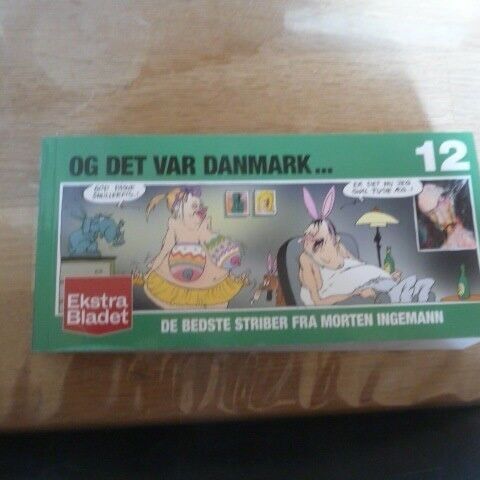 OG DET VAR DANMARK...
12
Ekstra
Bladet
DE BEDSTE STRIBER FRA MORTEN INGEMANN